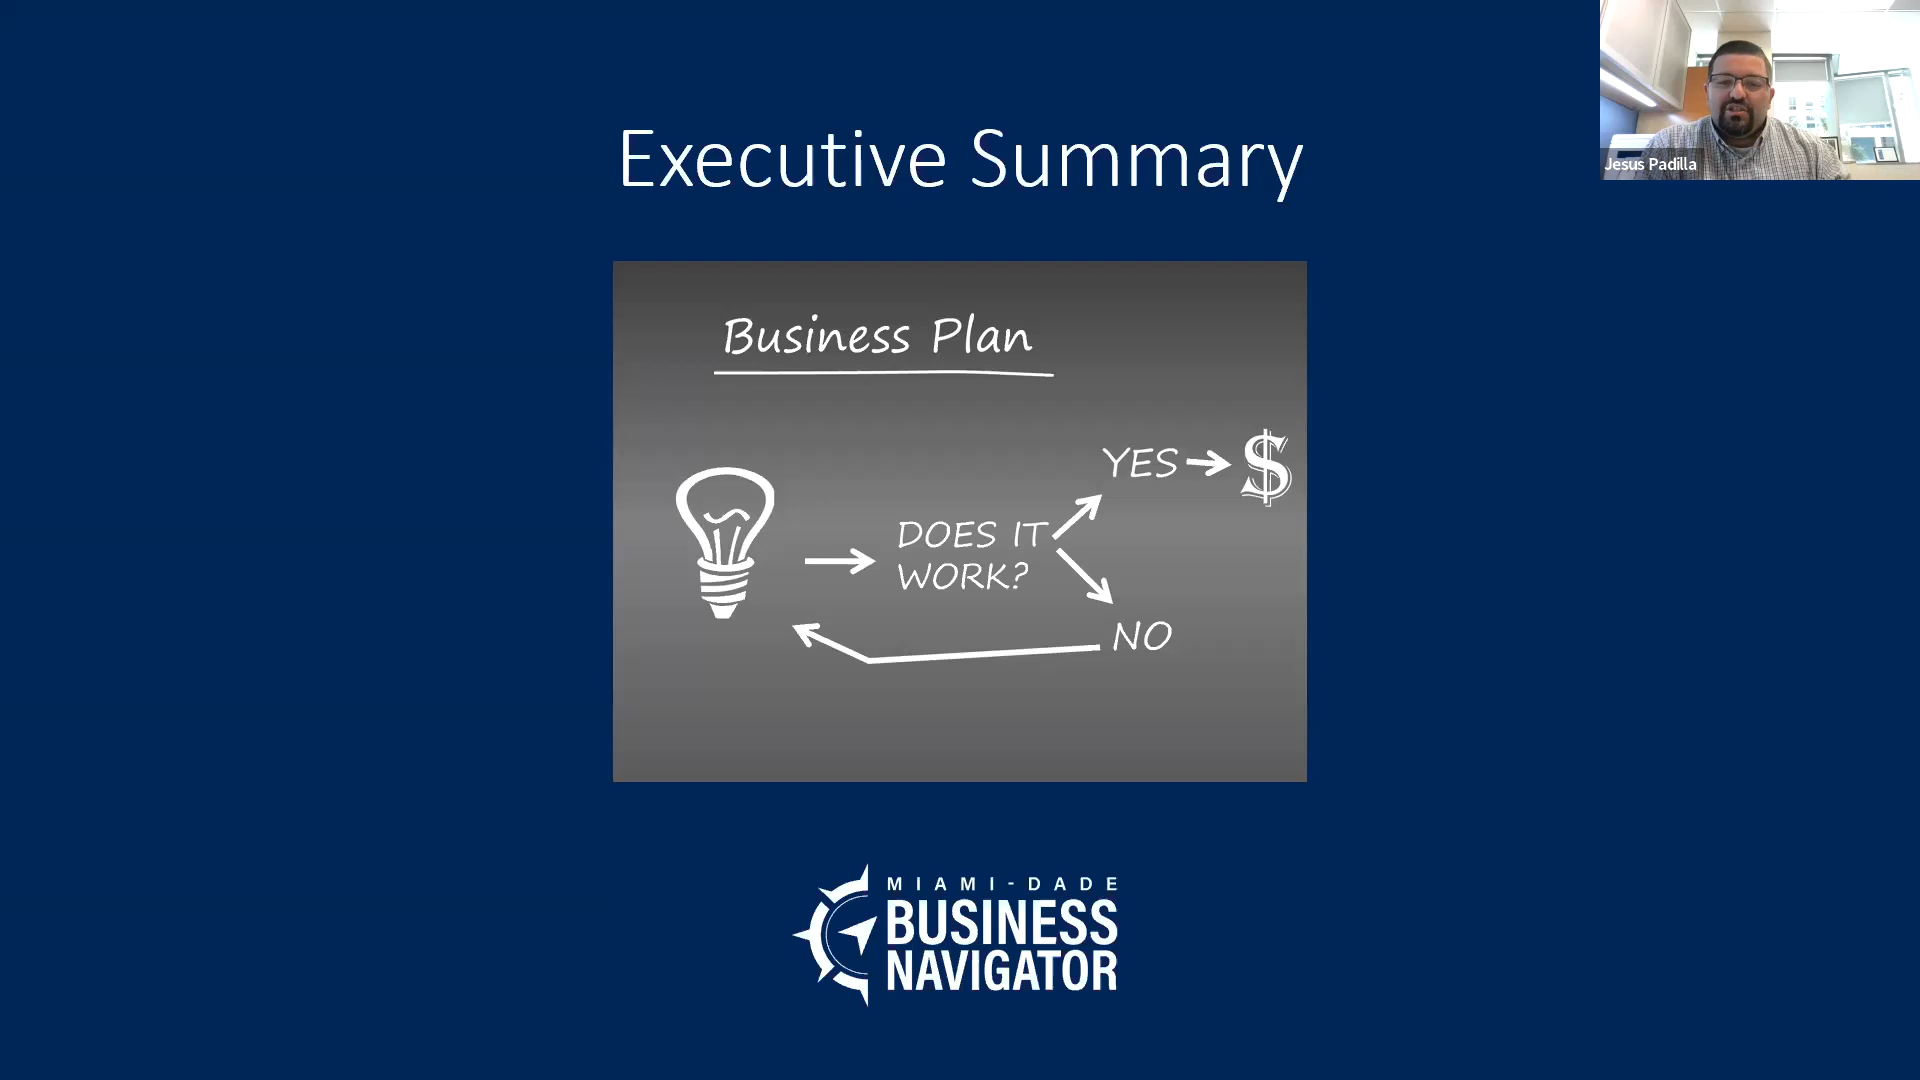 Executive Summary
Jesus Padilla
Business Plan
YES
$
DOES IT
WORK?
NO
MIAMI-DADE
BUSINESS
NAVIGATOR